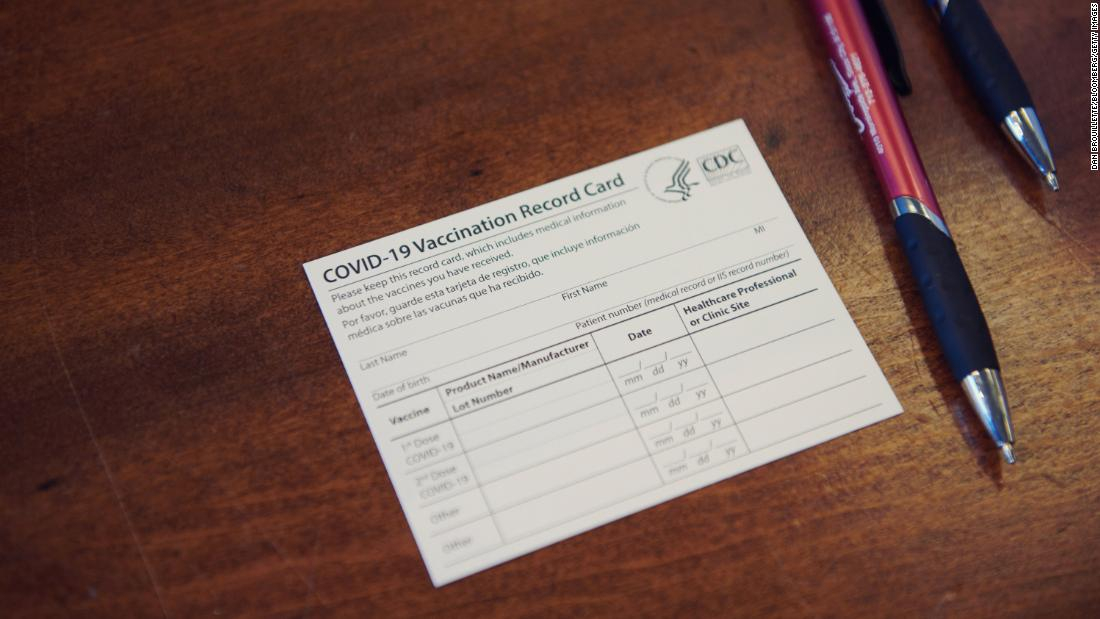 COVID-19 Vaccination Record Card
CDC
Please keep this record card, which includes medical information
about the vaccines you have received.
Por favor, guarde esta tarjeta de registro, que incluye información
médica sobre las vacunas que ha recibido.
Last Name First Name MI
Date of birth Patient number (medical record or IIS record number)
Vaccine Product Name/Manufacturer Date Healthcare Professional
Lot Number or Clinic Site
1st Dose
COVID-19
mm dd yy
2nd Dose
COVID-19
mm dd yy
Other
mm dd yy
Other
mm dd yy
DAN BROUILLETTE/BLOOMBERG/GETTY IMAGES